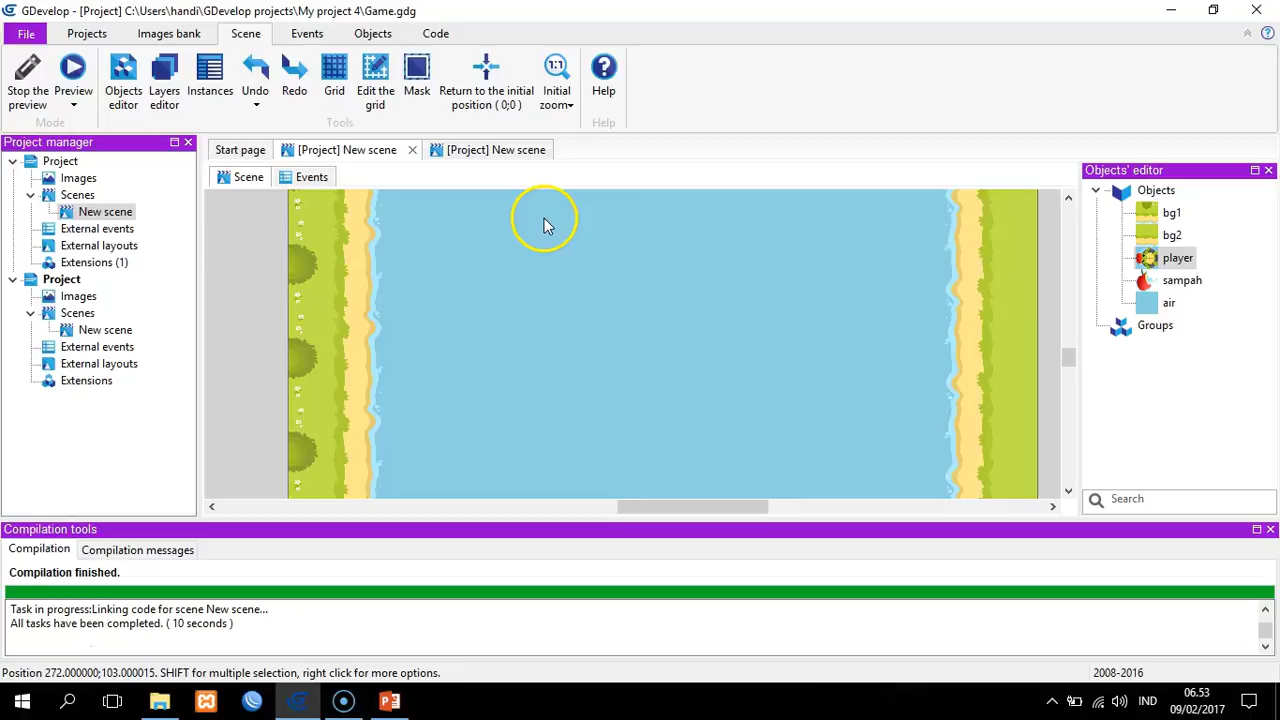 GDevelop - [Project] C:\Users\handi\GDevelop projects\My project 4\Game.gdg
File Projects Images bank Scene Events Objects Code
Stop the preview
Preview
Objects editor
Layers editor
Instances
Undo
Redo
Grid
Edit the grid
Mask
Return to the initial position ( 0;0 )
1:1
Initial zoom
Help
Mode
Tools
Help
Project manager
Project
Images
Scenes
New scene
External events
External layouts
Extensions (1)
Project
Images
Scenes
New scene
External events
External layouts
Extensions
Start page
[Project] New scene
[Project] New scene
Scene
Events
Objects' editor
Objects
bg1
bg2
player
sampah
air
Groups
Search
Compilation tools
Compilation
Compilation messages
Compilation finished.
Task in progress:Linking code for scene New scene...
All tasks have been completed. ( 10 seconds )
Position 272.000000;103.000015. SHIFT for multiple selection, right click for more options.
2008-2016
IND
06.53
09/02/2017